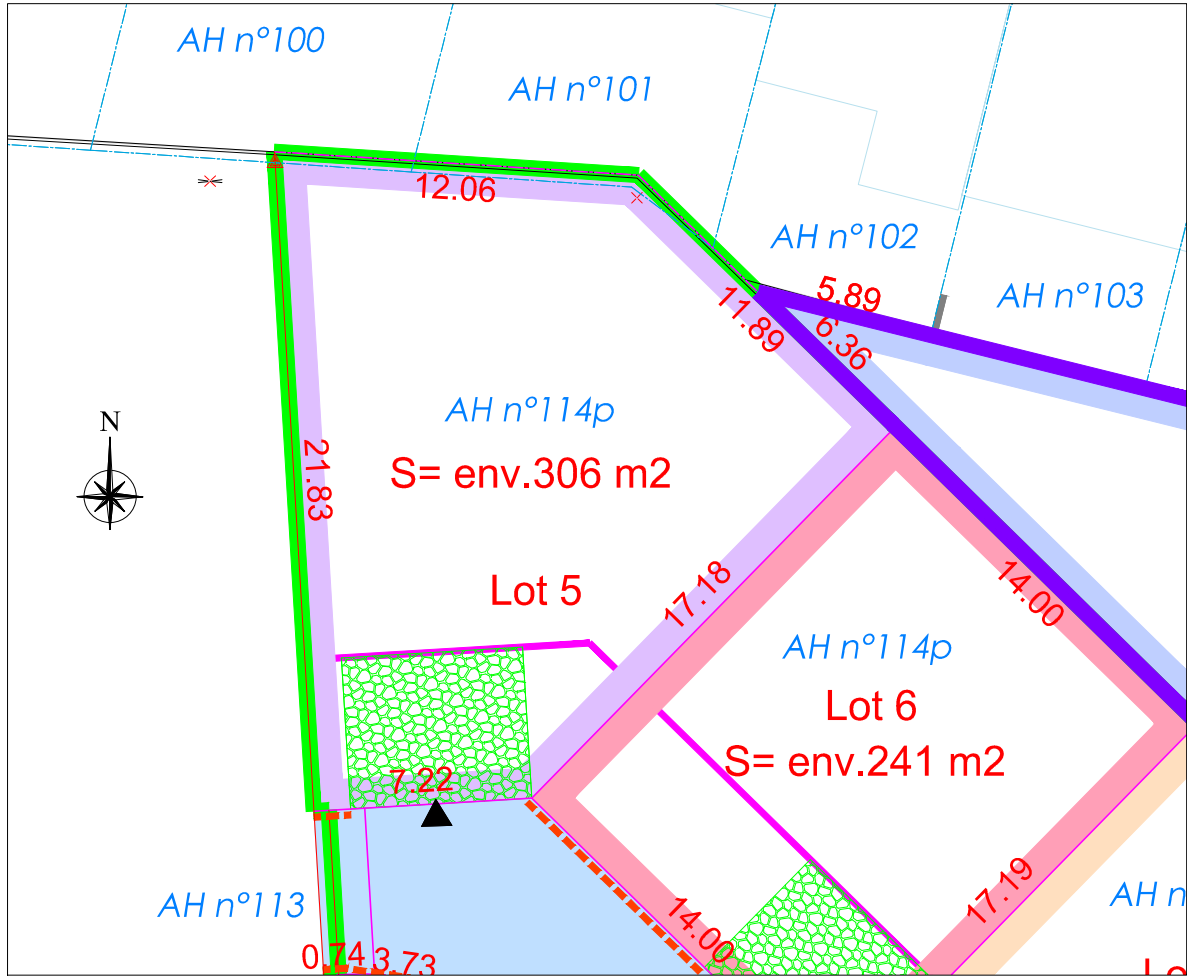 AH n°100
AH n°101
12.06
AH n°102
5.89
AH n°103
11.89
6.36
N
AH n°114p
21.83
S= env.306 m2
Lot 5
17.18
14.00
AH n°114p
Lot 6
S= env.241 m2
7.22
AH n°113
14.00
17.19
AH n
0.74
3.73
Lo